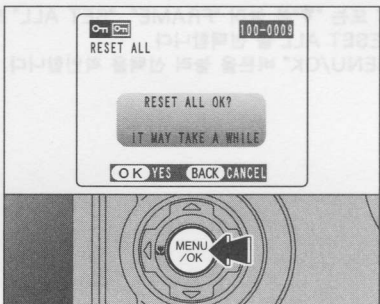 100-0009
RESET ALL
RESET ALL OK?
IT MAY TAKE A WHILE
OK YES BACK CANCEL
MENU
/OK